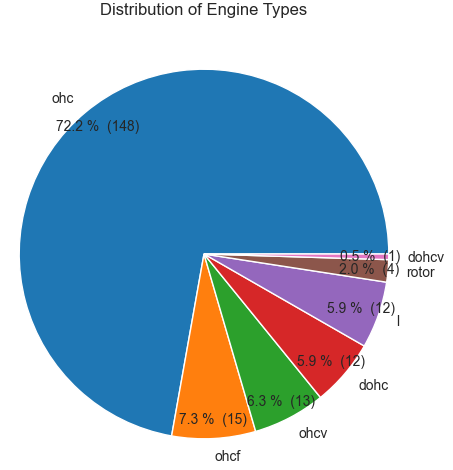 Distribution of Engine Types
ohc
72.2 % (148)
0.5 % (1)
dohcv
2.0 % (4)
rotor
5.9 % (12)
l
5.9 % (12)
dohc
6.3 % (13)
ohcv
7.3 % (15)
ohcf